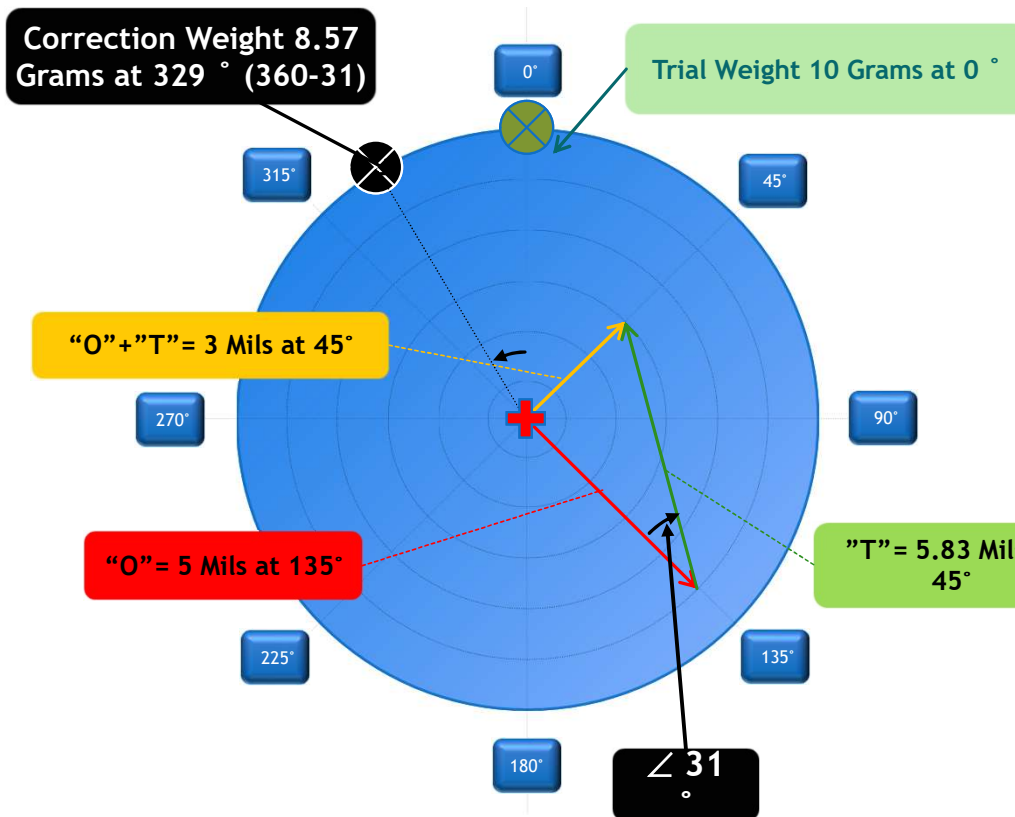 Correction Weight 8.57
Grams at 329 ° (360-31)
0°
Trial Weight 10 Grams at 0 °
315°
45°
“O”+”T”= 3 Mils at 45°
270°
90°
“O”= 5 Mils at 135°
”T”= 5.83 Mil
45°
225°
135°
180°
∠ 31
°